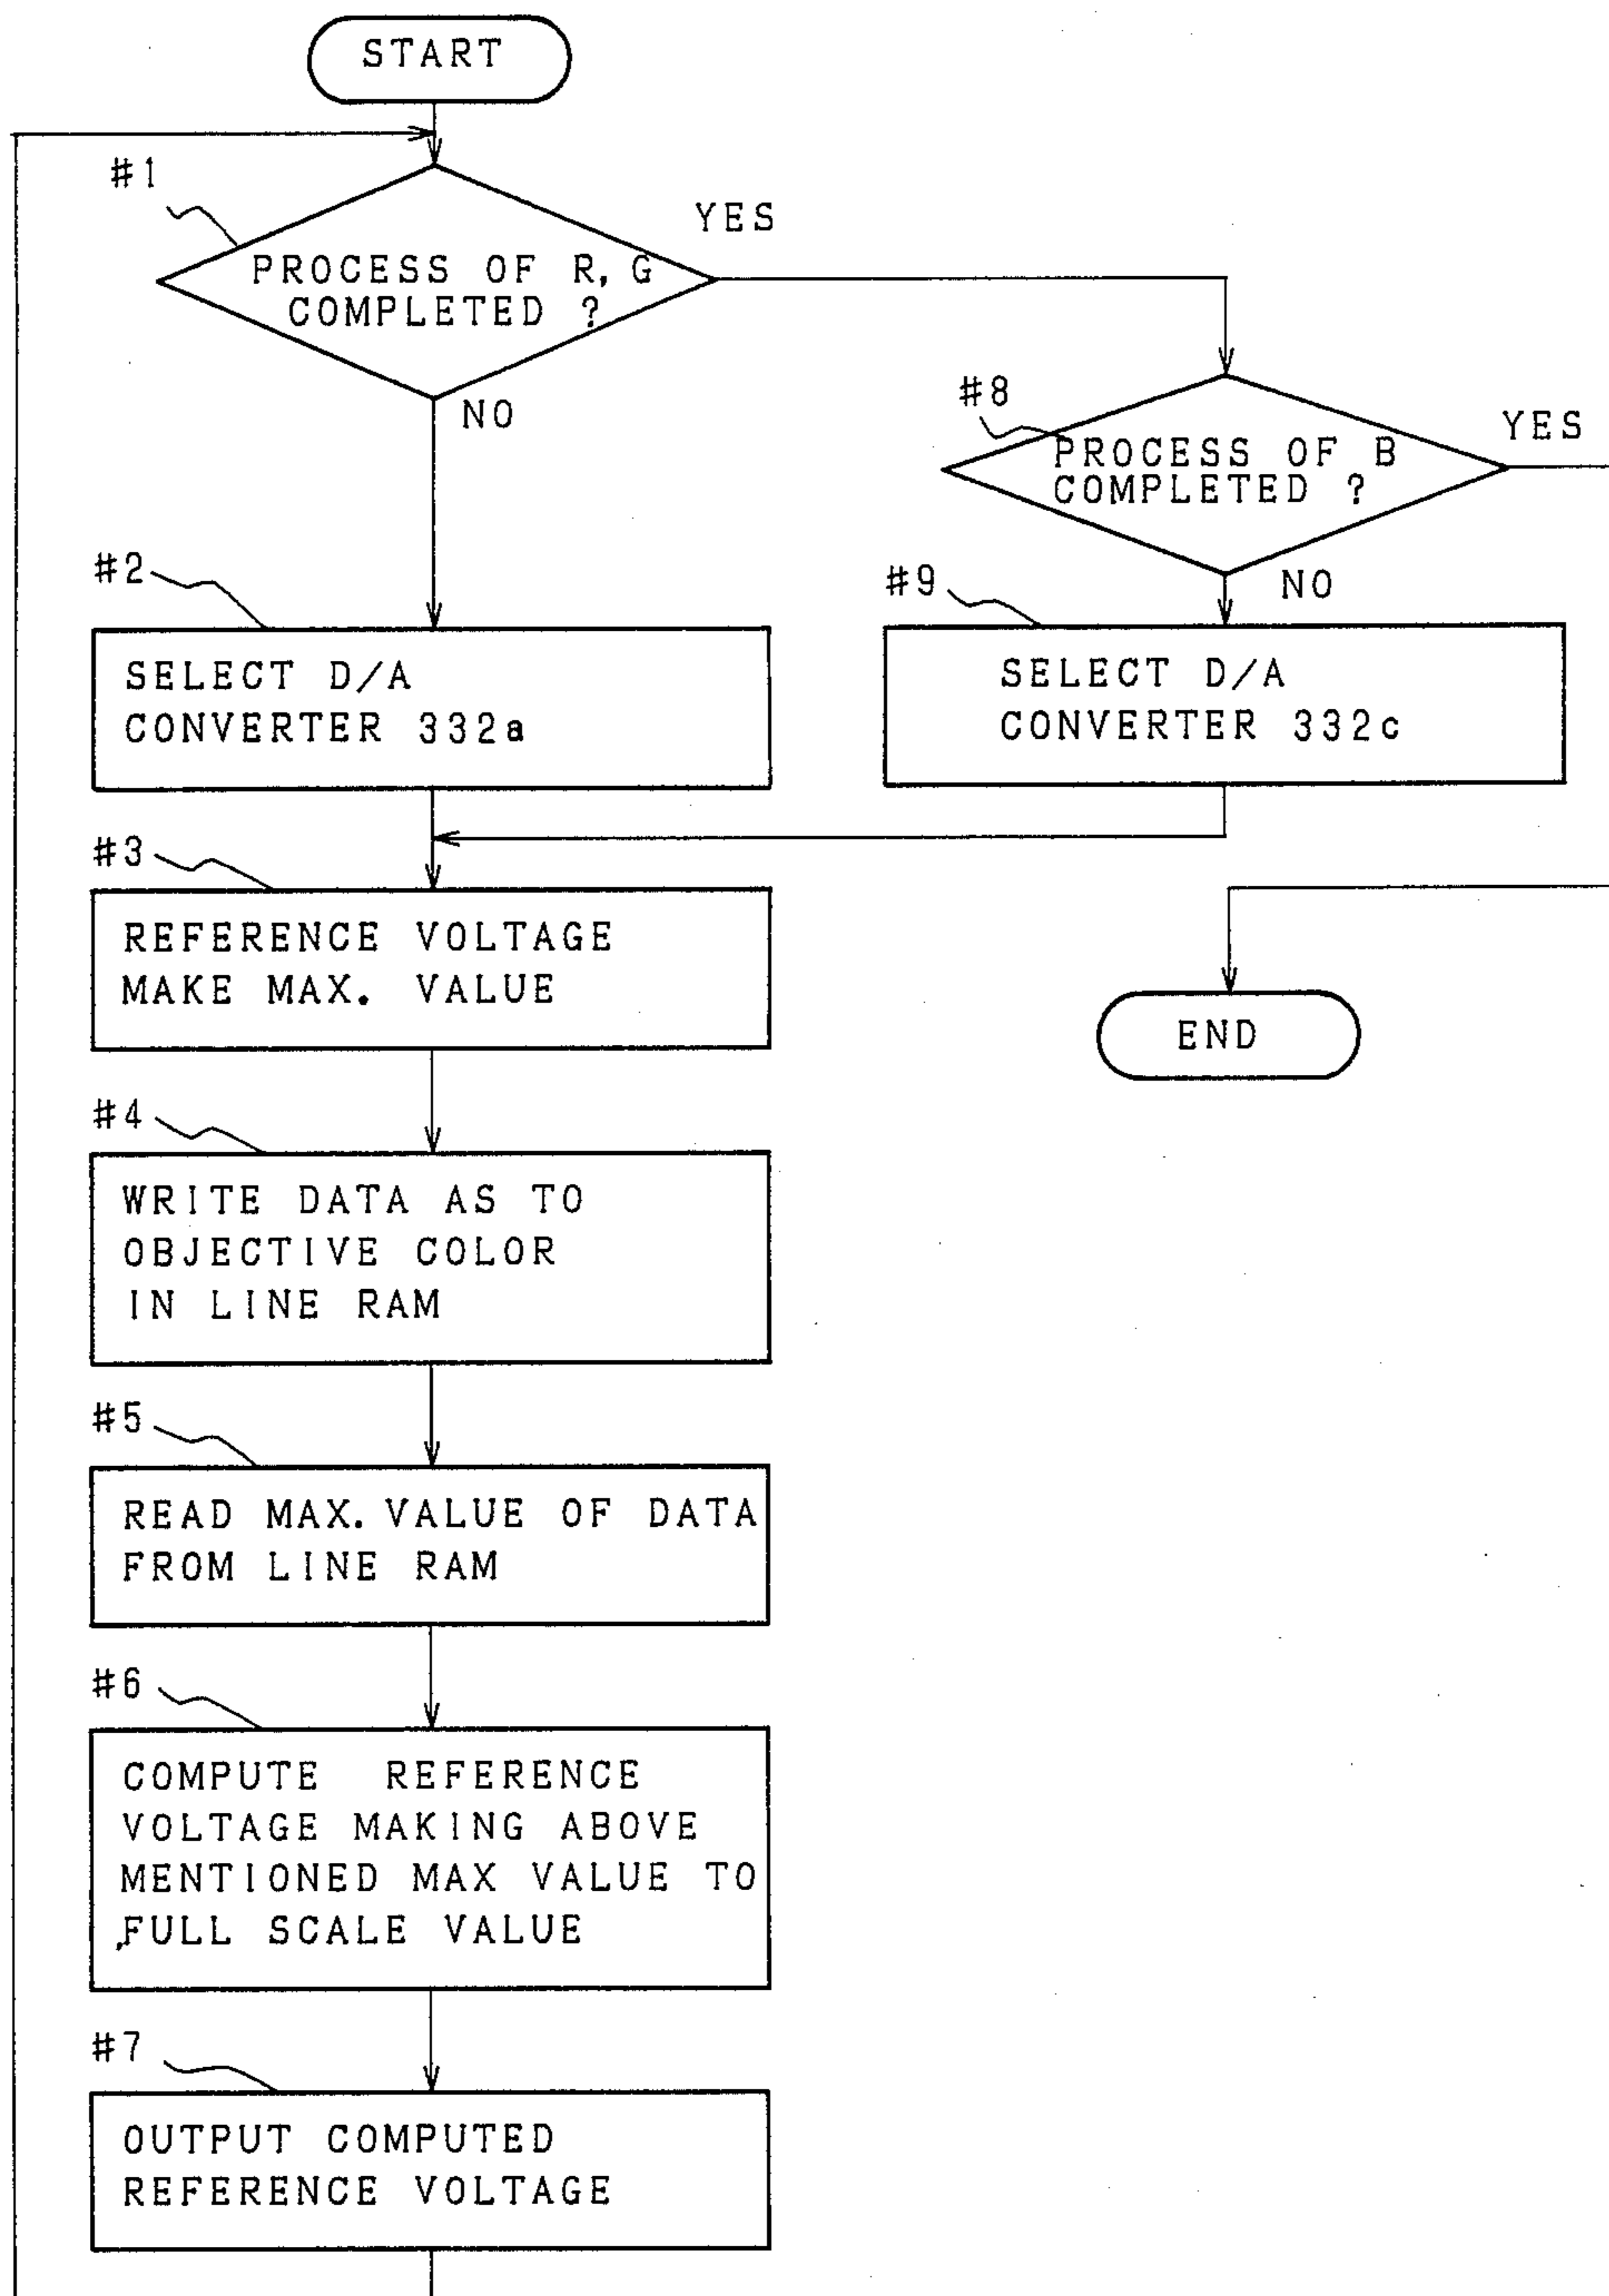 START
#1
YES
PROCESS OF R, G
COMPLETED ?
NO
#8
YES
PROCESS OF B
COMPLETED ?
NO
#2
SELECT D/A
CONVERTER 332a
#9
SELECT D/A
CONVERTER 332c
#3
REFERENCE VOLTAGE
MAKE MAX. VALUE
END
#4
WRITE DATA AS TO
OBJECTIVE COLOR
IN LINE RAM
#5
READ MAX. VALUE OF DATA
FROM LINE RAM
#6
COMPUTE REFERENCE
VOLTAGE MAKING ABOVE
MENTIONED MAX VALUE TO
FULL SCALE VALUE
#7
OUTPUT COMPUTED
REFERENCE VOLTAGE